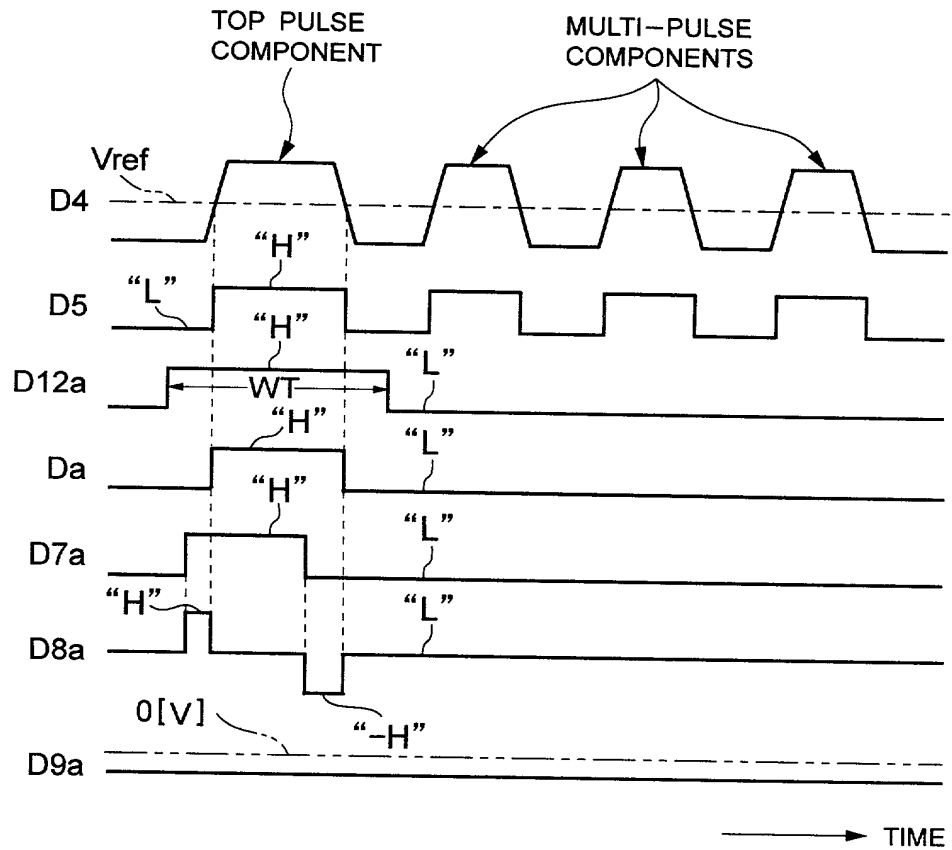 TOP PULSE
COMPONENT
MULTI-PULSE
COMPONENTS
Vref
D4
"H"
"L"
D5
"H"
D12a
WT
"L"
"H"
Da
"L"
"H"
D7a
"L"
"H"
"L"
D8a
"-H"
0[V]
D9a
TIME